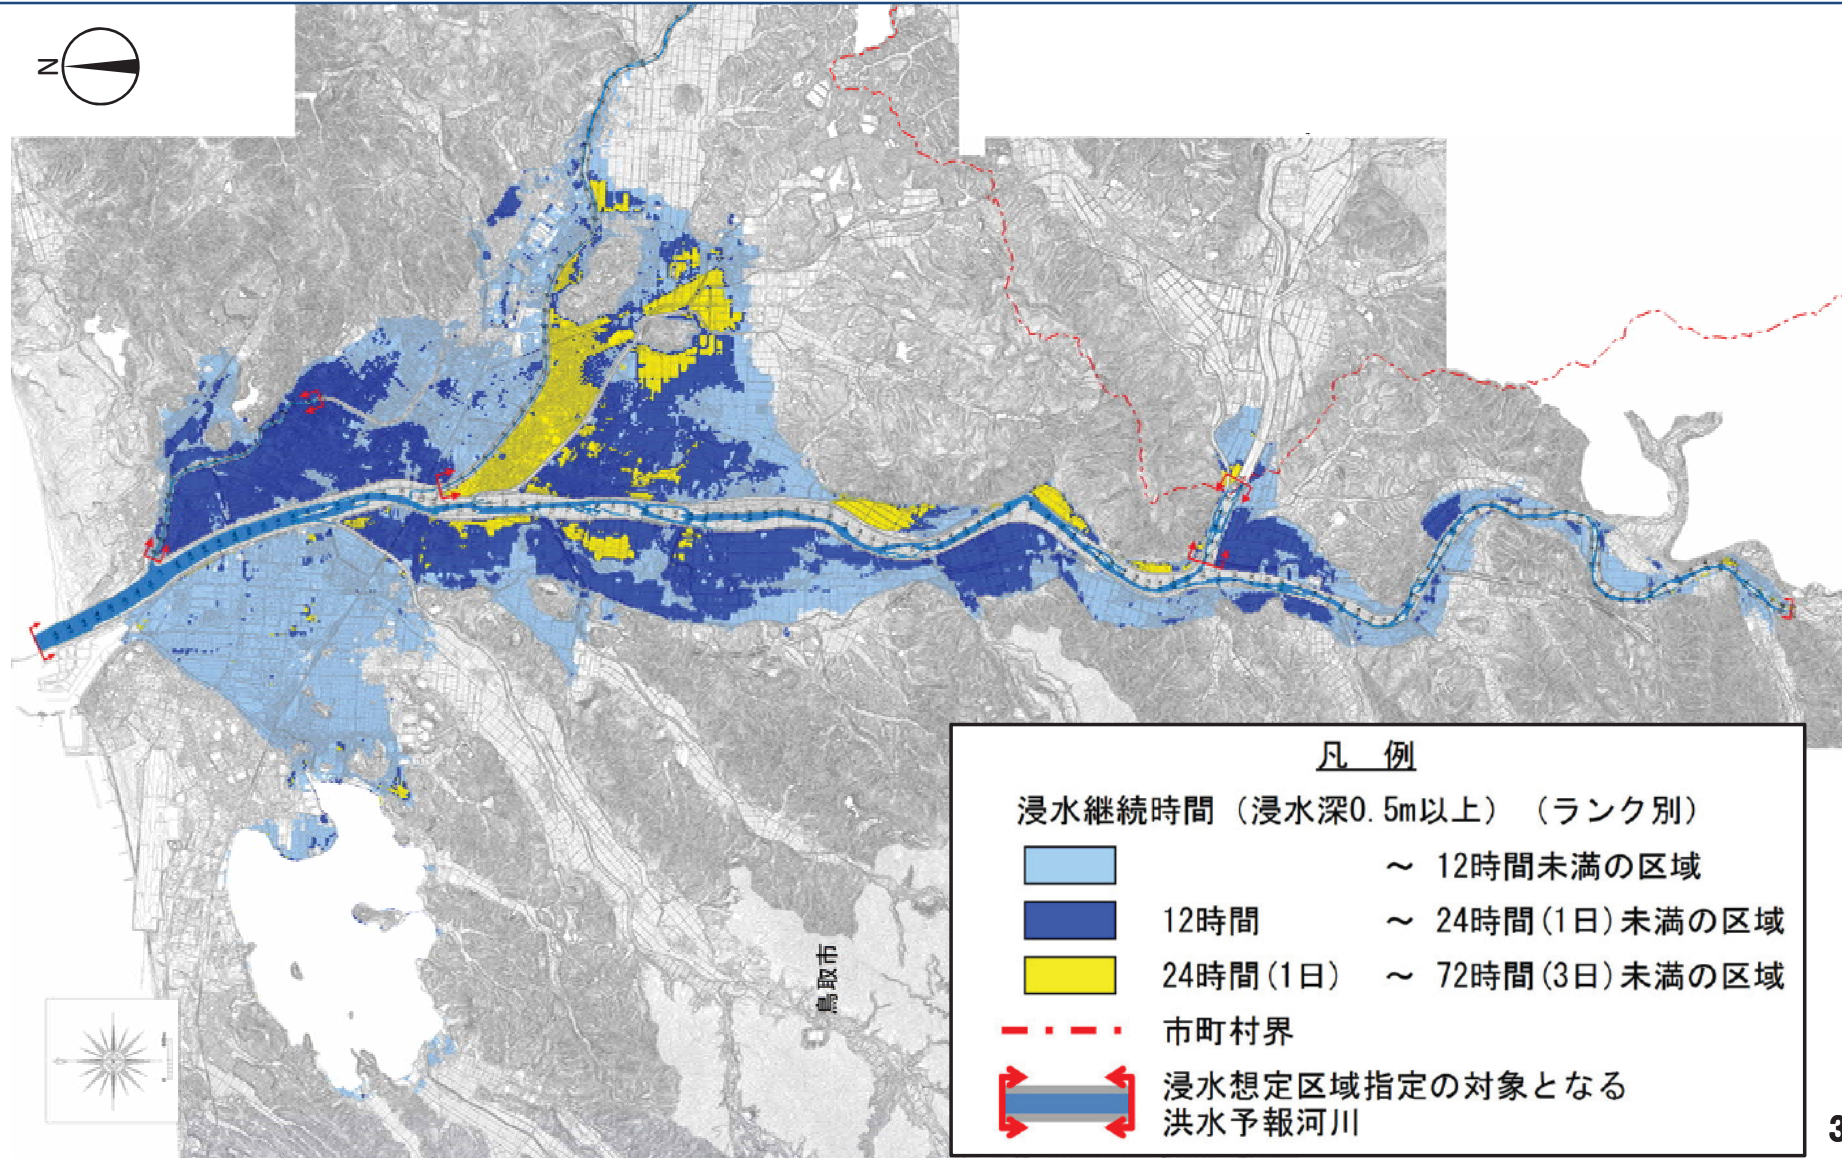 N
鳥取市
凡 例
浸水継続時間（浸水深0.5m以上）（ランク別）
～ 12時間未満の区域
12時間 ～ 24時間(1日)未満の区域
24時間(1日) ～ 72時間(3日)未満の区域
市町村界
浸水想定区域指定の対象となる
洪水予報河川
3